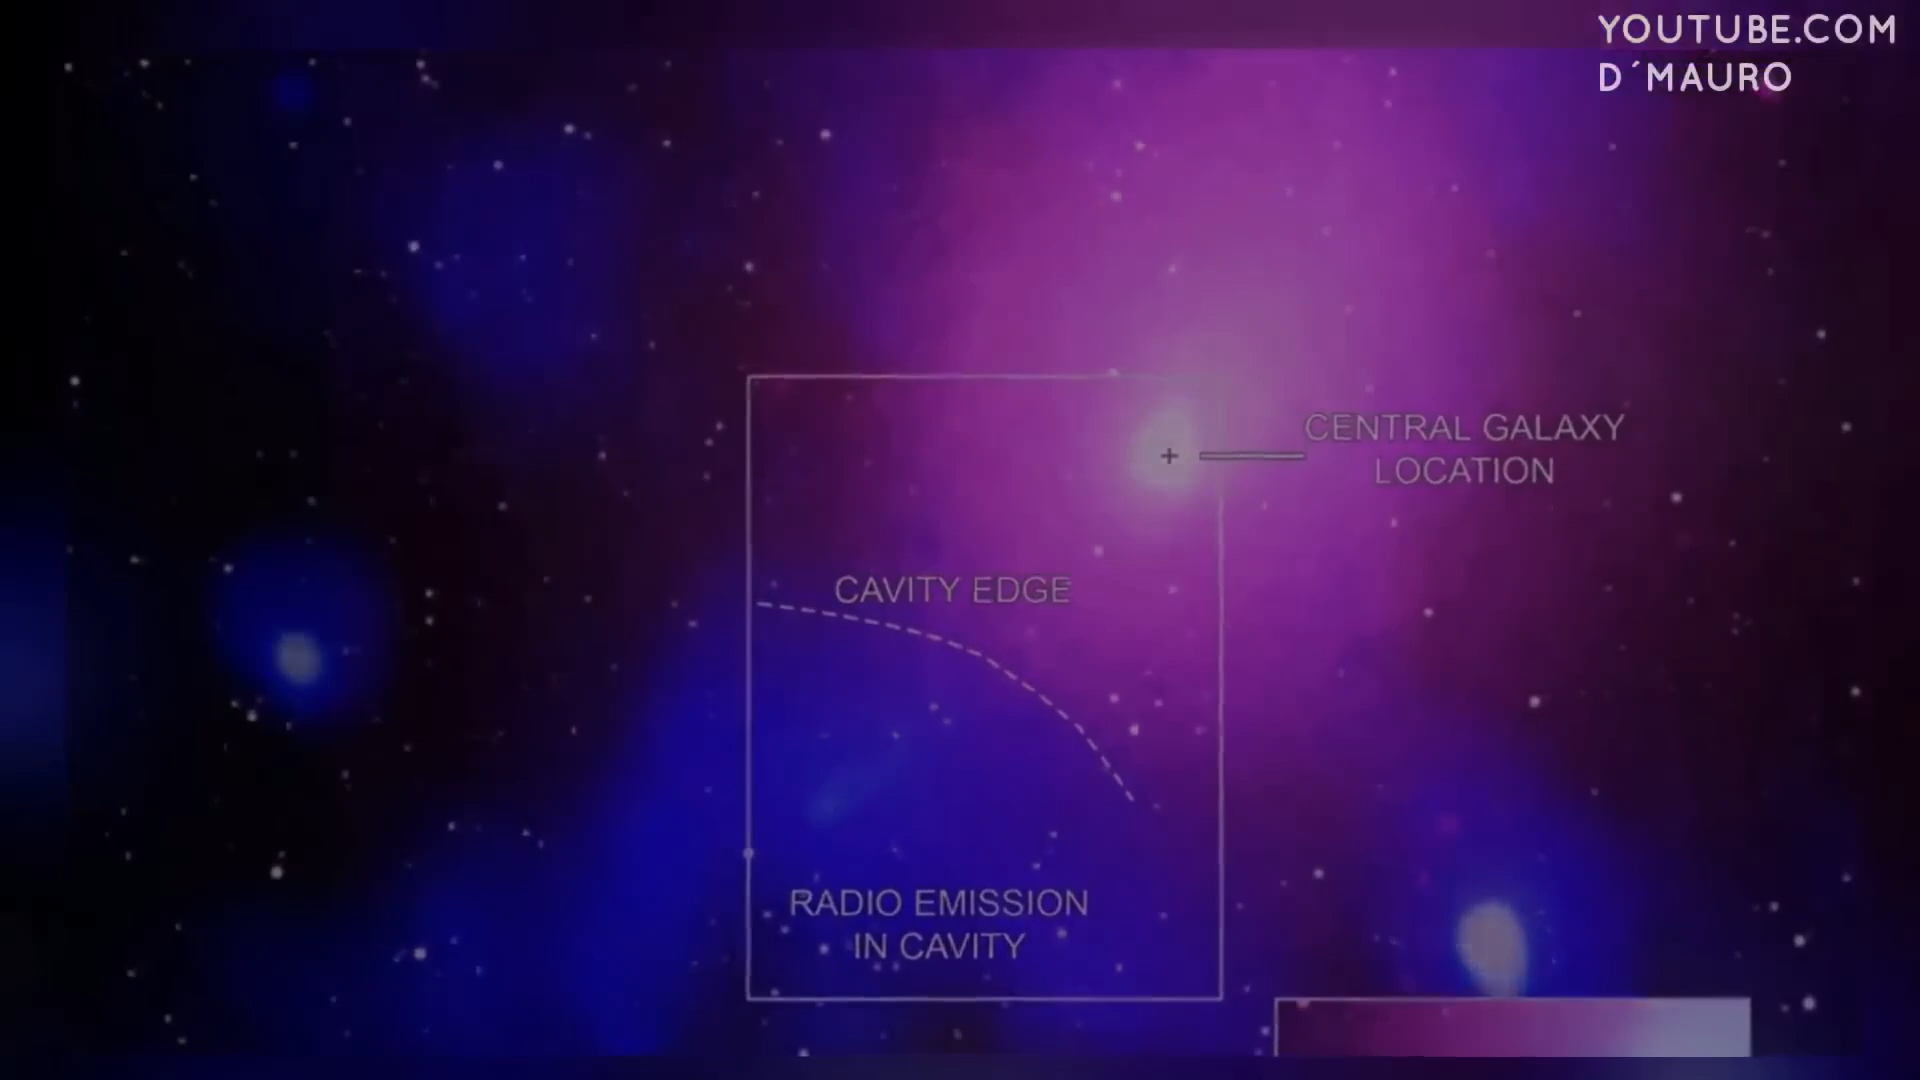 YOUTUBE.COM
D´MAURO
CENTRAL GALAXY
LOCATION
CAVITY EDGE
RADIO EMISSION
IN CAVITY